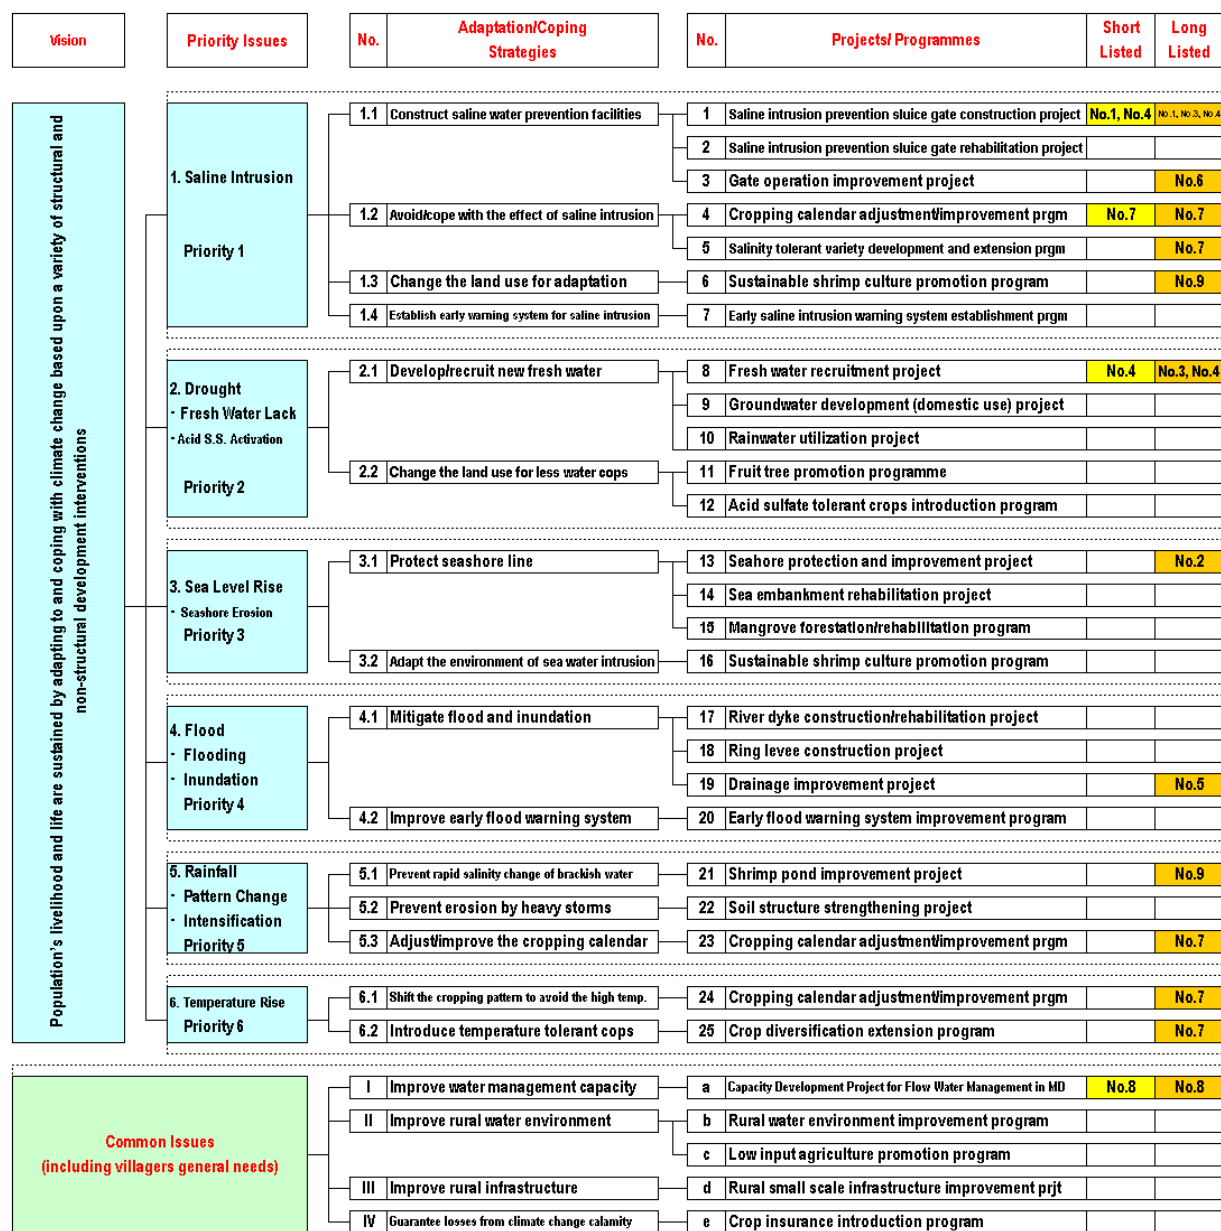 Vision
Priority Issues
No.
Adaptation/Coping
Strategies
No.
Projects/ Programmes
Short
Listed
Long
Listed
Population's livelihood and life are sustained by adapting to and coping with climate change based upon a variety of structural and
non-structural development interventions
1. Saline Intrusion
Priority 1
1.1 Construct saline water prevention facilities
1 Saline intrusion prevention sluice gate construction project No.1, No.4 No.1, No.3, No.4
2 Saline intrusion prevention sluice gate rehabilitation project
3 Gate operation improvement project No.6
1.2 Avoid/cope with the effect of saline intrusion
4 Cropping calendar adjustment/improvement prgm No.7 No.7
5 Salinity tolerant variety development and extension prgm No.7
1.3 Change the land use for adaptation
6 Sustainable shrimp culture promotion program No.9
1.4 Establish early warning system for saline intrusion
7 Early saline intrusion warning system establishment prgm
2. Drought
- Fresh Water Lack
- Acid S.S. Activation
Priority 2
2.1 Develop/recruit new fresh water
8 Fresh water recruitment project No.4 No.3, No.4
9 Groundwater development (domestic use) project
10 Rainwater utilization project
2.2 Change the land use for less water cops
11 Fruit tree promotion programme
12 Acid sulfate tolerant crops introduction program
3. Sea Level Rise
- Seashore Erosion
Priority 3
3.1 Protect seashore line
13 Seahore protection and improvement project No.2
14 Sea embankment rehabilitation project
15 Mangrove forestation/rehabilitation program
3.2 Adapt the environment of sea water intrusion
16 Sustainable shrimp culture promotion program
4. Flood
- Flooding
- Inundation
Priority 4
4.1 Mitigate flood and inundation
17 River dyke construction/rehabilitation project
18 Ring levee construction project
19 Drainage improvement project No.5
4.2 Improve early flood warning system
20 Early flood warning system improvement program
5. Rainfall
- Pattern Change
- Intensification
Priority 5
5.1 Prevent rapid salinity change of brackish water
21 Shrimp pond improvement project No.9
5.2 Prevent erosion by heavy storms
22 Soil structure strengthening project
5.3 Adjust/improve the cropping calendar
23 Cropping calendar adjustment/improvement prgm No.7
6. Temperature Rise
Priority 6
6.1 Shift the cropping pattern to avoid the high temp.
24 Cropping calendar adjustment/improvement prgm No.7
6.2 Introduce temperature tolerant cops
25 Crop diversification extension program No.7
Common Issues
(including villagers general needs)
I Improve water management capacity
a Capacity Development Project for Flow Water Management in MD No.8 No.8
II Improve rural water environment
b Rural water environment improvement program
c Low input agriculture promotion program
III Improve rural infrastructure
d Rural small scale infrastructure improvement prjt
IV Guarantee losses from climate change calamity
e Crop insurance introduction program